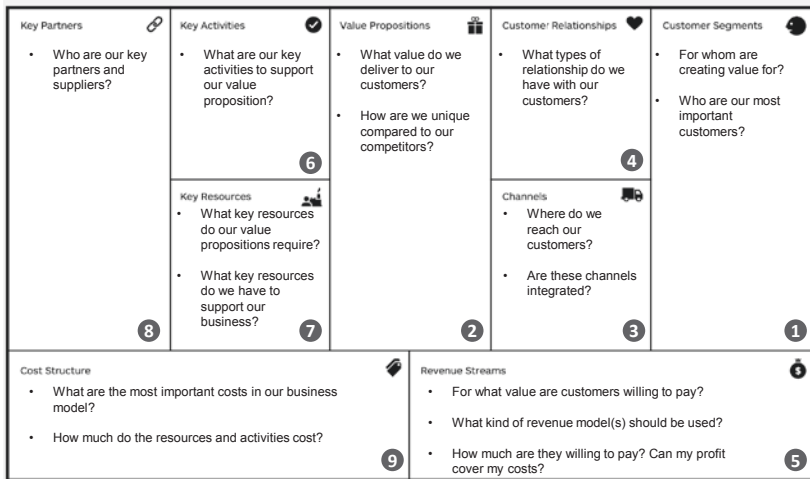 Key Partners
• Who are our key
partners and
suppliers?
8
Key Activities
• What are our key
activities to support
our value
proposition?
6
Key Resources
• What key resources
do our value
propositions require?
• What key resources
do we have to
support our
business?
7
Value Propositions
• What value do we
deliver to our
customers?
• How are we unique
compared to our
competitors?
2
Customer Relationships
• What types of
relationship do we
have with our
customers?
4
Channels
• Where do we
reach our
customers?
• Are these channels
integrated?
3
Customer Segments
• For whom are
creating value for?
• Who are our most
important
customers?
1
Cost Structure
• What are the most important costs in our business
model?
• How much do the resources and activities cost?
9
Revenue Streams
$
• For what value are customers willing to pay?
• What kind of revenue model(s) should be used?
• How much are they willing to pay? Can my profit
cover my costs?
5